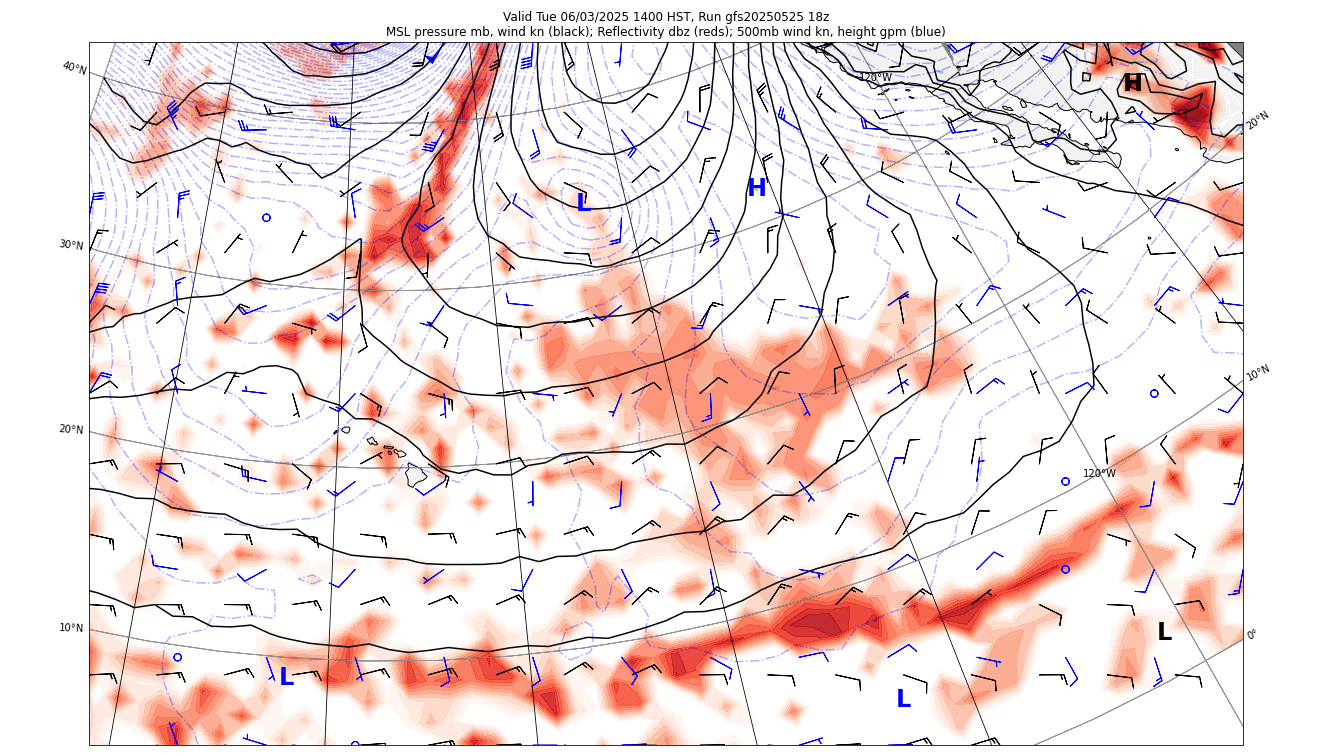 Valid Tue 06/03/2025 1400 HST, Run gfs20250525 18z
MSL pressure mb, wind kn (black); Reflectivity dbz (reds); 500mb wind kn, height gpm (blue)
40°N
120°W
H
20°N
H
L
30°N
10°N
20°N
120°W
10°N
L
0°
L
L